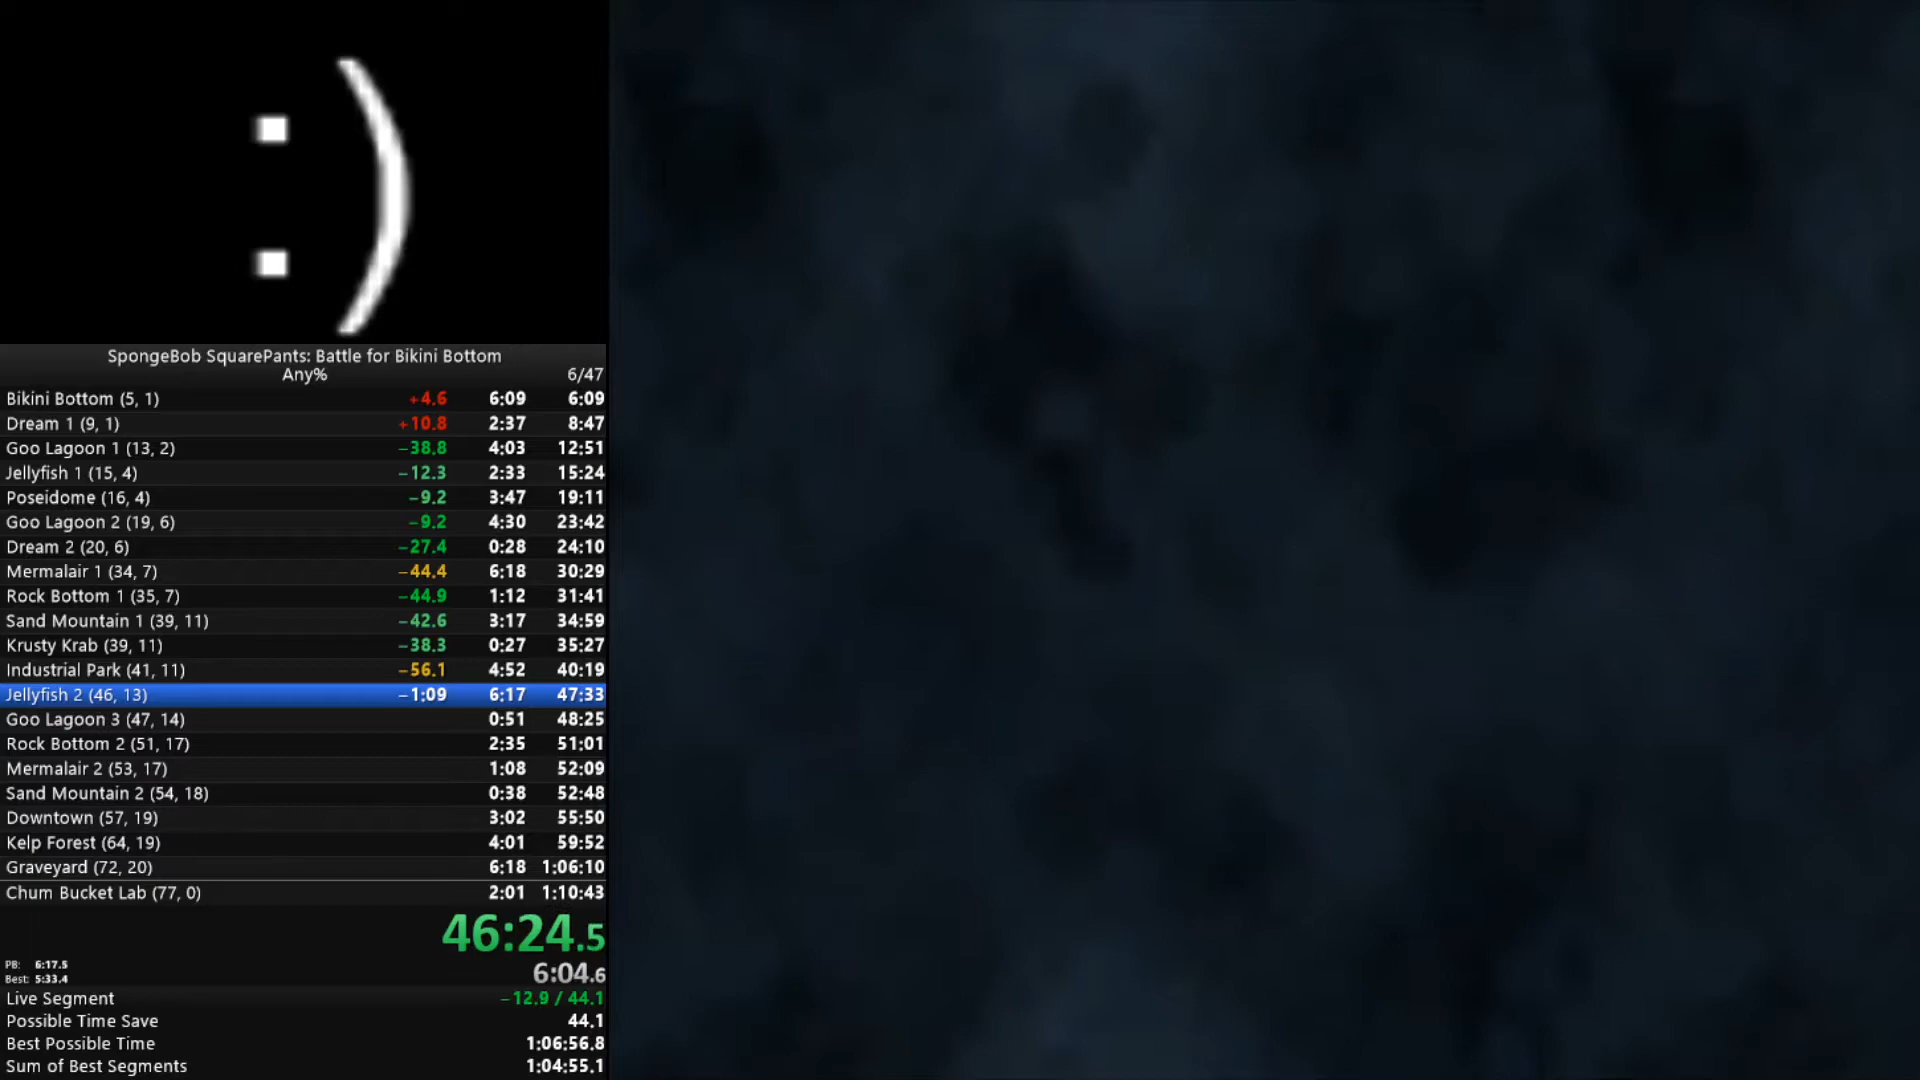 :)
SpongeBob SquarePants: Battle for Bikini Bottom
Any% 6/47
Bikini Bottom (5, 1) +4.6 6:09 6:09
Dream 1 (9, 1) +10.8 2:37 8:47
Goo Lagoon 1 (13, 2) −38.8 4:03 12:51
Jellyfish 1 (15, 4) −12.3 2:33 15:24
Poseidome (16, 4) −9.2 3:47 19:11
Goo Lagoon 2 (19, 6) −9.2 4:30 23:42
Dream 2 (20, 6) −27.4 0:28 24:10
Mermalair 1 (34, 7) −44.4 6:18 30:29
Rock Bottom 1 (35, 7) −44.9 1:12 31:41
Sand Mountain 1 (39, 11) −42.6 3:17 34:59
Krusty Krab (39, 11) −38.3 0:27 35:27
Industrial Park (41, 11) −56.1 4:52 40:19
Jellyfish 2 (46, 13) −1:09 6:17 47:33
Goo Lagoon 3 (47, 14) 0:51 48:25
Rock Bottom 2 (51, 17) 2:35 51:01
Mermalair 2 (53, 17) 1:08 52:09
Sand Mountain 2 (54, 18) 0:38 52:48
Downtown (57, 19) 3:02 55:50
Kelp Forest (64, 19) 4:01 59:52
Graveyard (72, 20) 6:18 1:06:10
Chum Bucket Lab (77, 0) 2:01 1:10:43
46:24.5
PB: 6:17.5
Best: 5:33.4 6:04.6
Live Segment −12.9 / 44.1
Possible Time Save 44.1
Best Possible Time 1:06:56.8
Sum of Best Segments 1:04:55.1